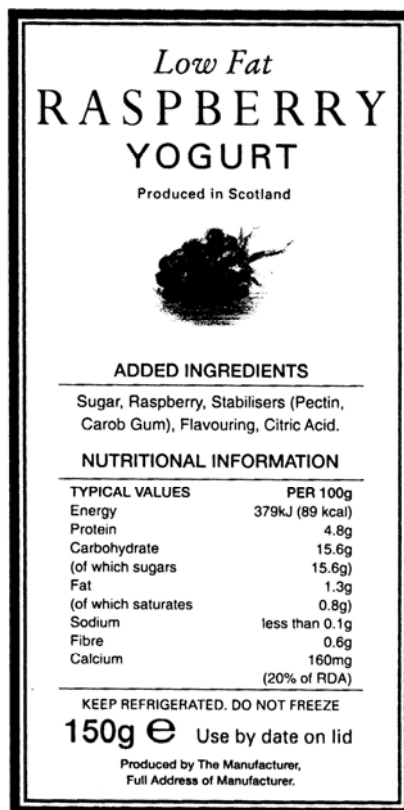 Low Fat
RASPBERRY
YOGURT
Produced in Scotland
ADDED INGREDIENTS
Sugar, Raspberry, Stabilisers (Pectin,
Carob Gum), Flavouring, Citric Acid.
NUTRITIONAL INFORMATION
TYPICAL VALUES PER 100g
Energy 379kJ (89 kcal)
Protein 4.8g
Carbohydrate 15.6g
(of which sugars 15.6g)
Fat 1.3g
(of which saturates 0.8g)
Sodium less than 0.1g
Fibre 0.6g
Calcium 160mg
(20% of RDA)
KEEP REFRIGERATED. DO NOT FREEZE
150g ℮ Use by date on lid
Produced by The Manufacturer,
Full Address of Manufacturer.